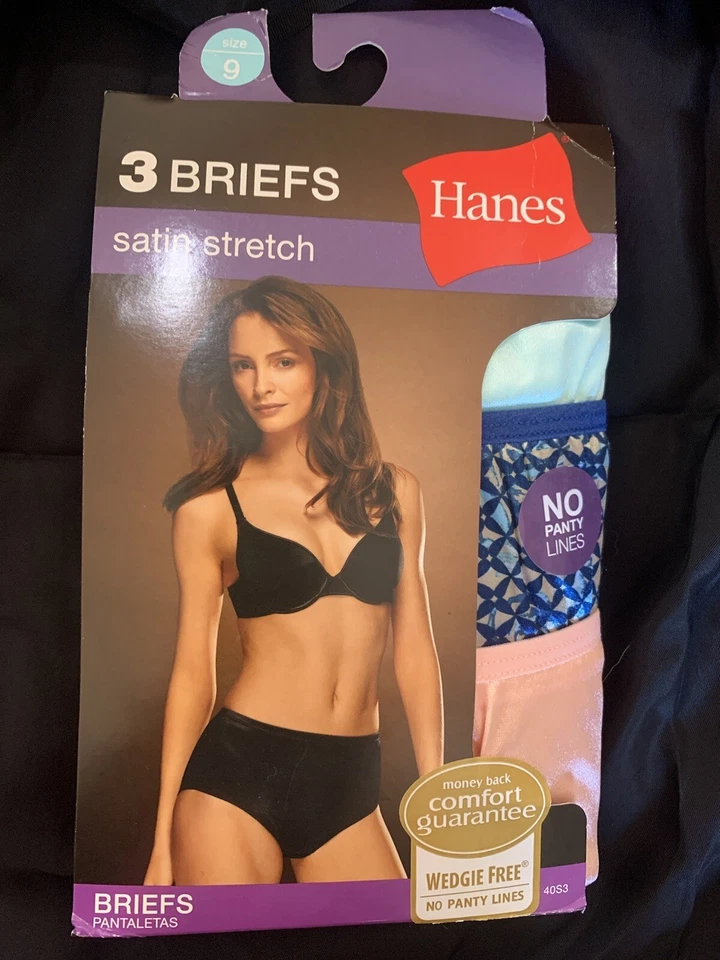 size
9
3 BRIEFS
Hanes
satin stretch
NO
PANTY
LINES
money back
comfort
guarantee
WEDGIE FREE®
NO PANTY LINES
40S3
BRIEFS
PANTALETAS